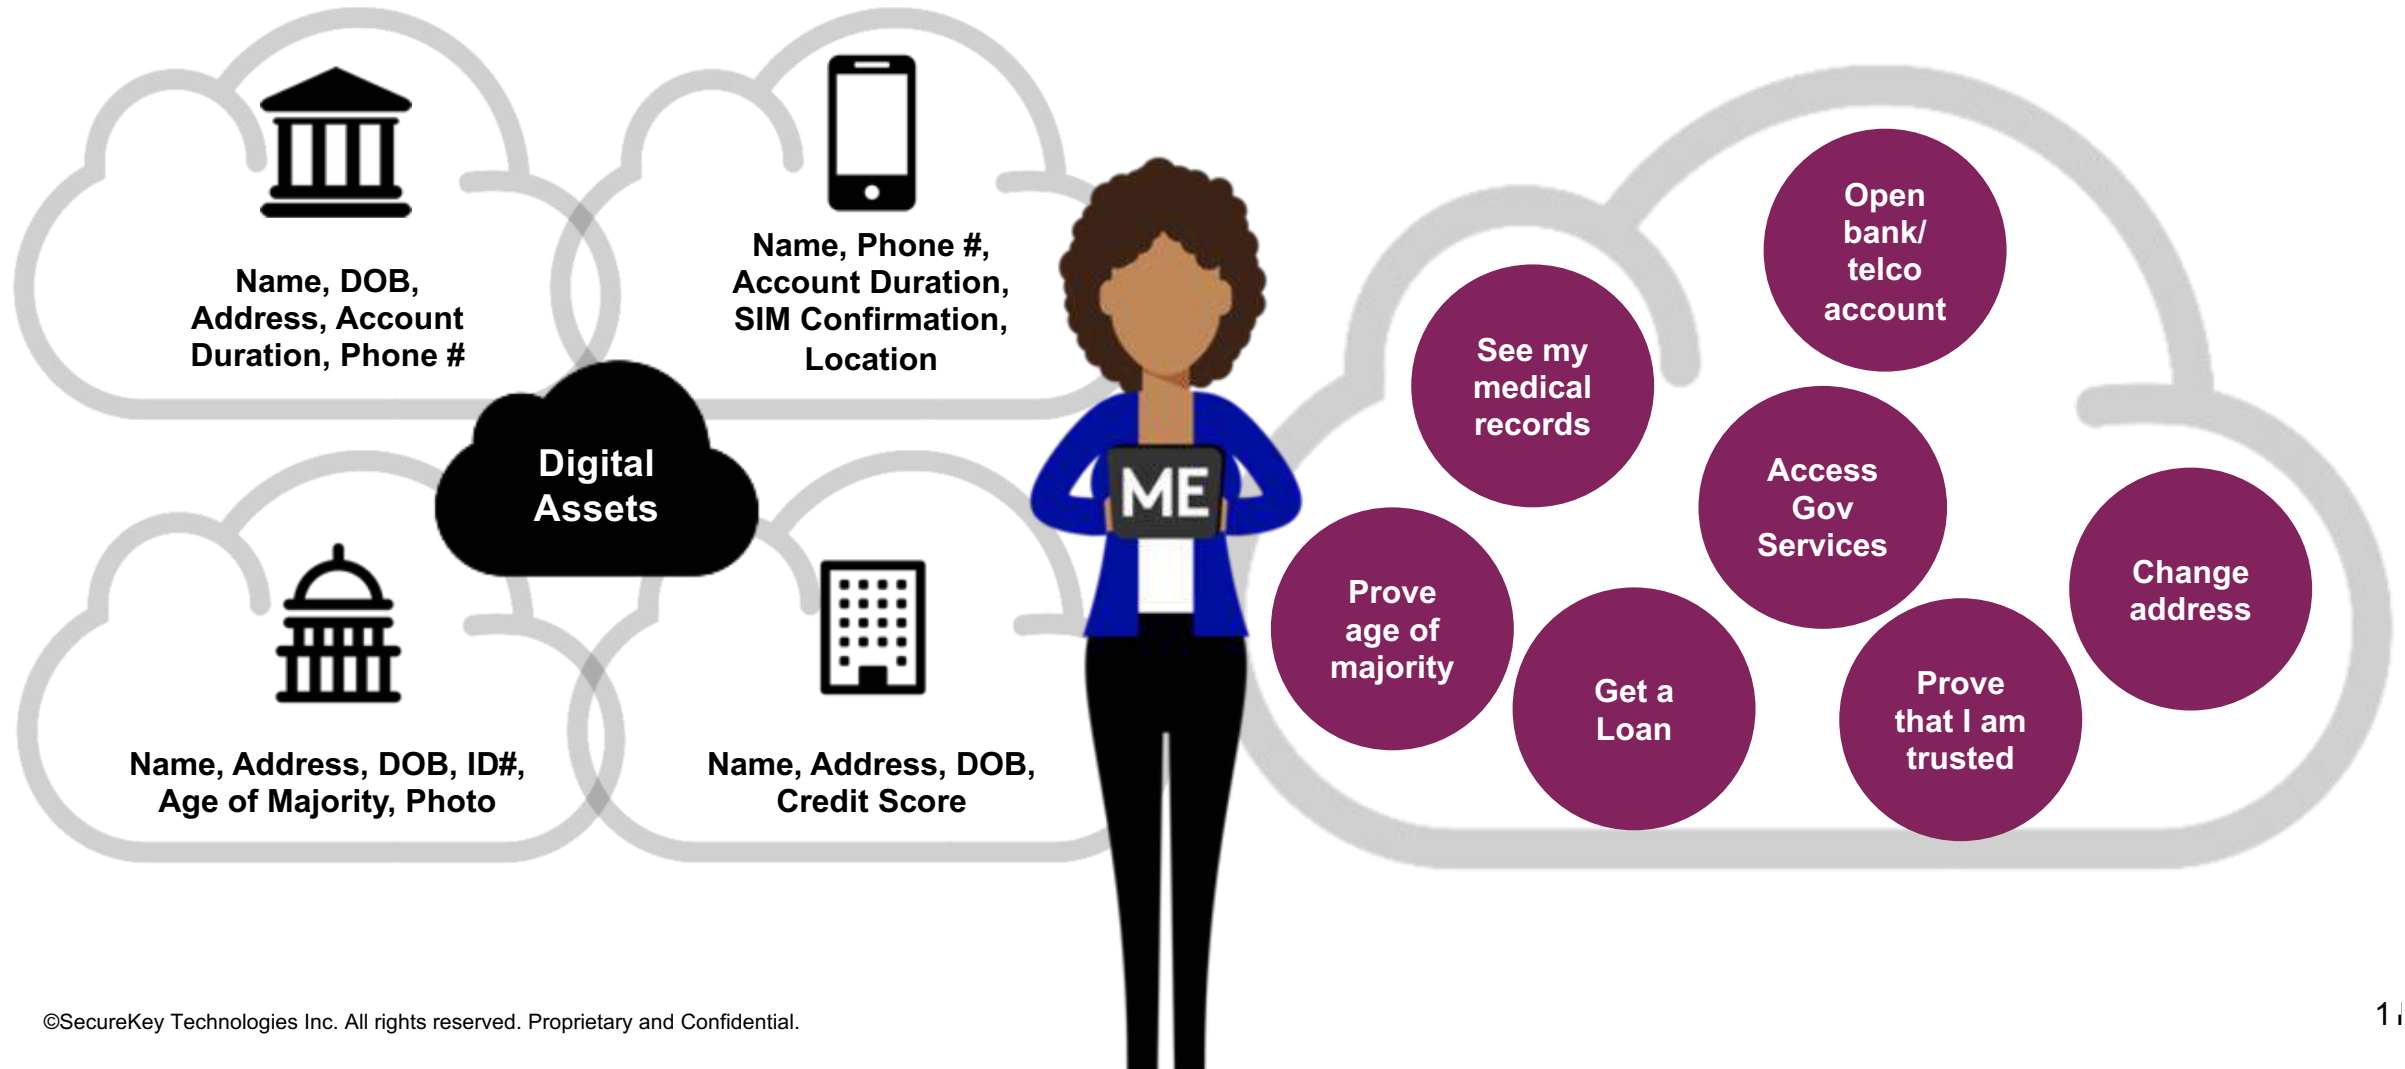 Name, DOB,
Address, Account
Duration, Phone #
Name, Phone #,
Account Duration,
SIM Confirmation,
Location
Digital
Assets
Name, Address, DOB, ID#,
Age of Majority, Photo
Name, Address, DOB,
Credit Score
ME
Open
bank/
telco
account
See my
medical
records
Access
Gov
Services
Change
address
Prove
age of
majority
Get a
Loan
Prove
that I am
trusted
©SecureKey Technologies Inc. All rights reserved. Proprietary and Confidential.